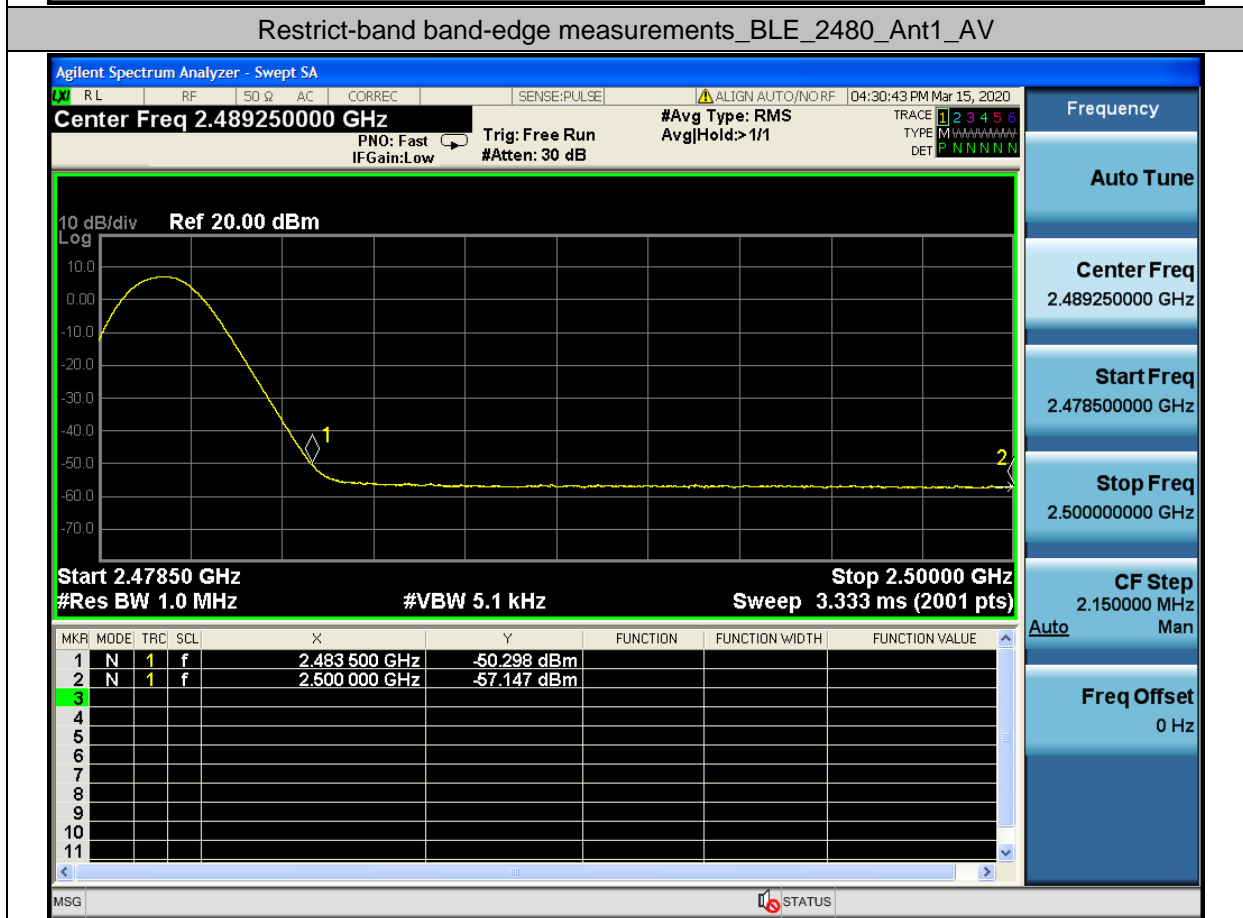 Restrict-band band-edge measurements_BLE_2480_Ant1_AV
Agilent Spectrum Analyzer - Swept SA
LXI RL RF 50 Ω AC CORREC SENSE:PULSE ALIGN AUTO/NO RF 04:30:43 PM Mar 15, 2020
Center Freq 2.489250000 GHz
PNO: Fast
IFGain:Low
Trig: Free Run
#Atten: 30 dB
#Avg Type: RMS
Avg|Hold:>1/1
TRACE 1 2 3 4 5 6
TYPE M WWWWW
DET P N N N N N
10 dB/div Ref 20.00 dBm
Log
10.0
0.00
-10.0
-20.0
-30.0
-40.0
-50.0
-60.0
-70.0
1
2
Start 2.47850 GHz Stop 2.50000 GHz
#Res BW 1.0 MHz #VBW 5.1 kHz Sweep 3.333 ms (2001 pts)
MKR MODE TRC SCL X Y FUNCTION FUNCTION WIDTH FUNCTION VALUE
1 N 1 f 2.483 500 GHz -50.298 dBm
2 N 1 f 2.500 000 GHz -57.147 dBm
3
4
5
6
7
8
9
10
11
MSG STATUS
Frequency
Auto Tune
Center Freq
2.489250000 GHz
Start Freq
2.478500000 GHz
Stop Freq
2.500000000 GHz
CF Step
2.150000 MHz
Auto Man
Freq Offset
0 Hz